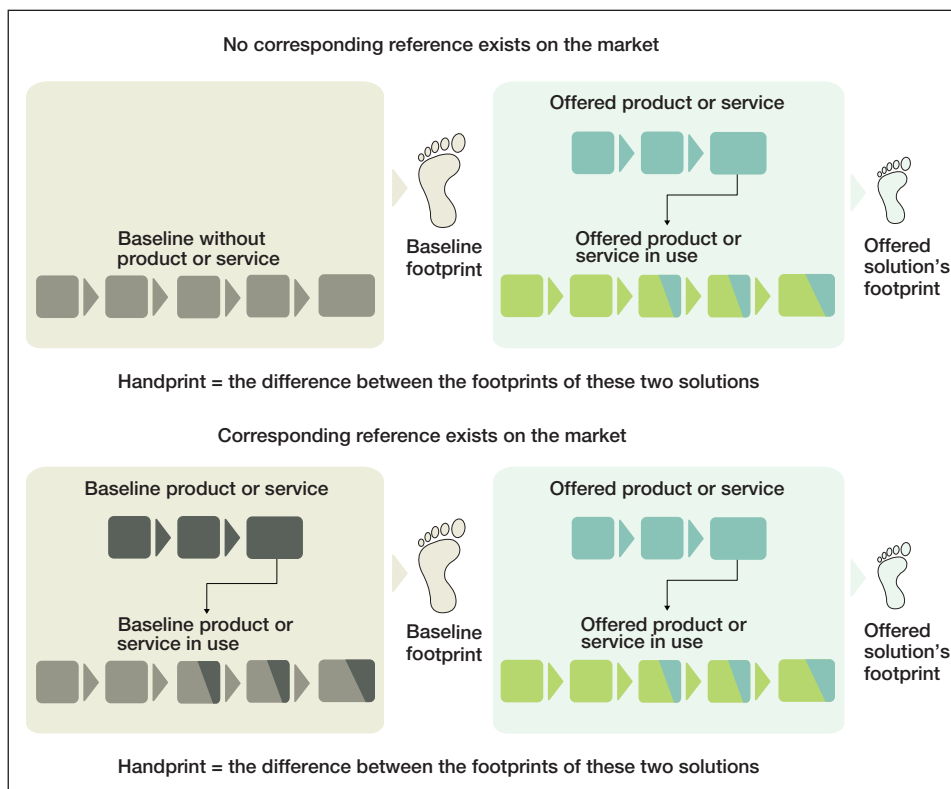 No corresponding reference exists on the market
Offered product or service
Baseline without
product or service
Baseline
footprint
Offered product or
service in use
Offered
solution's
footprint
Handprint = the difference between the footprints of these two solutions
Corresponding reference exists on the market
Baseline product or service
Offered product or service
Baseline product or
service in use
Baseline
footprint
Offered product or
service in use
Offered
solution's
footprint
Handprint = the difference between the footprints of these two solutions